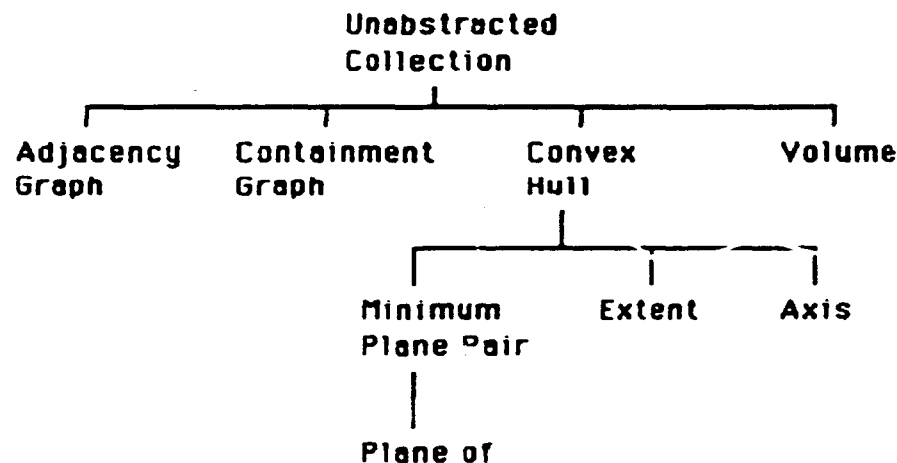 Unabstracted
Collection
Adjacency
Graph
Containment
Graph
Convex
Hull
Volume
Minimum
Plane Pair
Extent
Axis
Plane of